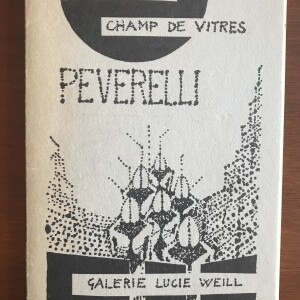 CHAMP DE VITRES
PEVERELLI
GALERIE LUCIE WEILL